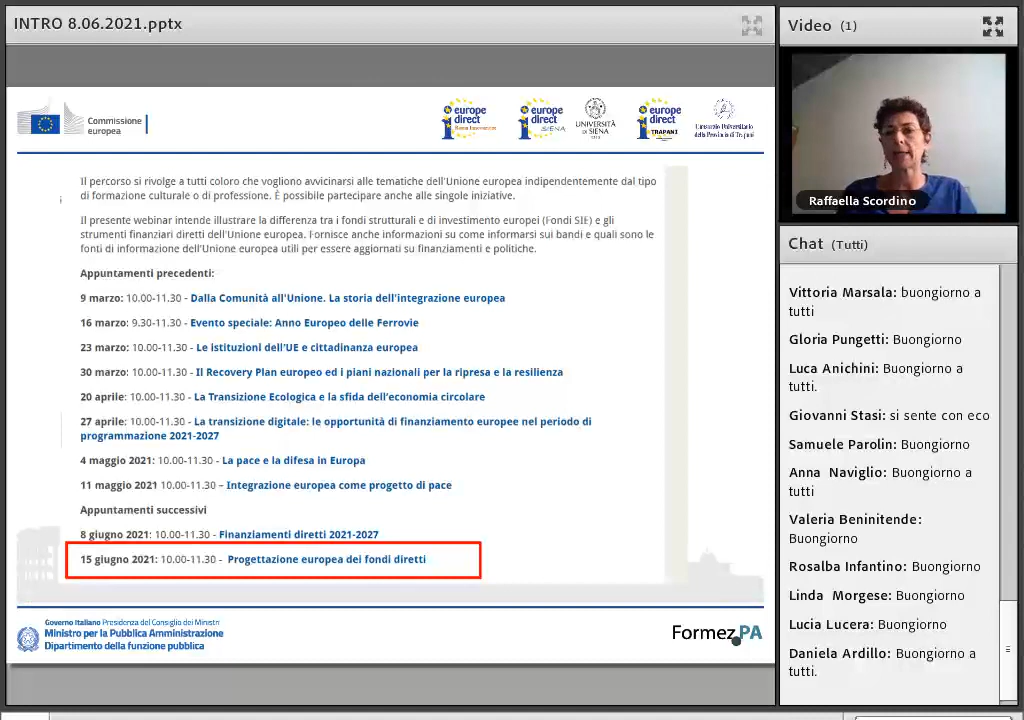 INTRO 8.06.2021.pptx
Commissione
europea
europe
direct
europe
direct
SIENA
UNIVERSITÀ
DI SIENA
1240
europe
direct
TRAPANI
Consorzio Universitario
della Provincia di Trapani
Il percorso si rivolge a tutti coloro che vogliono avvicinarsi alle tematiche dell'Unione europea indipendentemente dal tipo
di formazione culturale o di professione. È possibile partecipare anche alle singole iniziative.
Il presente webinar intende illustrare la differenza tra i fondi strutturali e di investimento europei (Fondi SIE) e gli
strumenti finanziari diretti dell'Unione europea. Fornisce anche informazioni su come informarsi sui bandi e quali sono le
fonti di informazione dell'Unione europea utili per essere aggiornati su finanziamenti e politiche.
Appuntamenti precedenti:
9 marzo: 10.00-11.30 - Dalla Comunità all'Unione. La storia dell'integrazione europea
16 marzo: 9.30-11.30 - Evento speciale: Anno Europeo delle Ferrovie
23 marzo: 10.00-11.30 - Le istituzioni dell'UE e cittadinanza europea
30 marzo: 10.00-11.30 - Il Recovery Plan europeo ed i piani nazionali per la ripresa e la resilienza
20 aprile: 10.00-11.30 - La Transizione Ecologica e la sfida dell'economia circolare
27 aprile: 10.00-11.30 - La transizione digitale: le opportunità di finanziamento europee nel periodo di
programmazione 2021-2027
4 maggio 2021: 10.00-11.30 - La pace e la difesa in Europa
11 maggio 2021 10.00-11.30 – Integrazione europea come progetto di pace
Appuntamenti successivi
8 giugno 2021: 10.00-11.30 - Finanziamenti diretti 2021-2027
15 giugno 2021: 10.00-11.30 - Progettazione europea dei fondi diretti
Governo Italiano Presidenza del Consiglio dei Ministri
Ministro per la Pubblica Amministrazione
Dipartimento della funzione pubblica
Formez PA
Video (1)
Raffaella Scordino
Chat (Tutti)
Vittoria Marsala: buongiorno a
tutti
Gloria Pungetti: Buongiorno
Luca Anichini: Buongiorno a
tutti.
Giovanni Stasi: si sente con eco
Samuele Parolin: Buongiorno
Anna Naviglio: Buongiorno a
tutti
Valeria Beninitende:
Buongiorno
Rosalba Infantino: Buongiorno
Linda Morgese: Buongiorno
Lucia Lucera: Buongiorno
Daniela Ardillo: Buongiorno a
tutti.